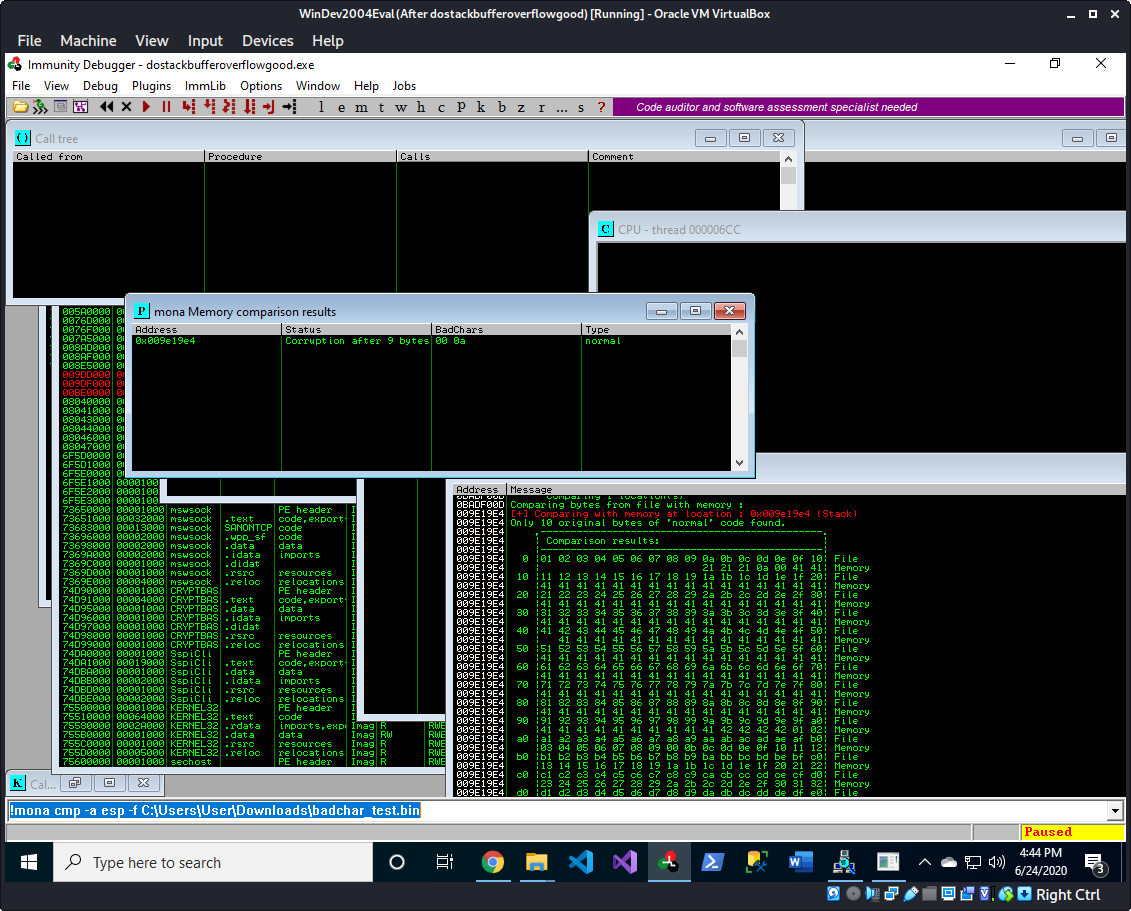 WinDev2004Eval (After dostackbufferoverflowgood) [Running] - Oracle VM VirtualBox
File Machine View Input Devices Help
Immunity Debugger - dostackbufferoverflowgood.exe
File View Debug Plugins ImmLib Options Window Help Jobs
l e m t w h c P k b z r ... s ?
Code auditor and software assessment specialist needed
Call tree
Called from Procedure Calls Comment
CPU - thread 000006CC
mona Memory comparison results
Address Status BadChars Type
0x009e19e4 Corruption after 9 bytes 00 0a normal
Address Message
0BADF00D Comparing bytes from file with memory :
009E19E4 [+] Comparing with memory at location : 0x009e19e4 (Stack)
009E19E4 Only 10 original bytes of 'normal' code found.
009E19E4 Comparison results:
009E19E4 0 01 02 03 04 05 06 07 08 09 0a 0b 0c 0d 0e 0f 10 File
009E19E4 21 21 21 0a 00 41 41 Memory
009E19E4 10 11 12 13 14 15 16 17 18 19 1a 1b 1c 1d 1e 1f 20 File
009E19E4 41 41 41 41 41 41 41 41 41 41 41 41 41 41 41 41 Memory
009E19E4 20 21 22 23 24 25 26 27 28 29 2a 2b 2c 2d 2e 2f 30 File
009E19E4 41 41 41 41 41 41 41 41 41 41 41 41 41 41 41 41 Memory
009E19E4 30 31 32 33 34 35 36 37 38 39 3a 3b 3c 3d 3e 3f 40 File
009E19E4 41 41 41 41 41 41 41 41 41 41 41 41 41 41 41 41 Memory
009E19E4 40 41 42 43 44 45 46 47 48 49 4a 4b 4c 4d 4e 4f 50 File
009E19E4 41 41 41 41 41 41 41 41 41 41 41 41 41 41 41 Memory
009E19E4 50 51 52 53 54 55 56 57 58 59 5a 5b 5c 5d 5e 5f 60 File
009E19E4 41 41 41 41 41 41 41 41 41 41 41 41 41 41 41 41 Memory
009E19E4 60 61 62 63 64 65 66 67 68 69 6a 6b 6c 6d 6e 6f 70 File
009E19E4 41 41 41 41 41 41 41 41 41 41 41 41 41 41 41 41 Memory
009E19E4 70 71 72 73 74 75 76 77 78 79 7a 7b 7c 7d 7e 7f 80 File
009E19E4 41 41 41 41 41 41 41 41 41 41 41 41 41 41 41 41 Memory
009E19E4 80 81 82 83 84 85 86 87 88 89 8a 8b 8c 8d 8e 8f 90 File
009E19E4 41 41 41 41 41 41 41 41 41 41 41 41 41 41 41 41 Memory
009E19E4 90 91 92 93 94 95 96 97 98 99 9a 9b 9c 9d 9e 9f a0 File
009E19E4 41 41 41 41 41 41 41 41 41 41 42 42 42 42 01 02 Memory
009E19E4 a0 a1 a2 a3 a4 a5 a6 a7 a8 a9 aa ab ac ad ae af b0 File
009E19E4 03 04 05 06 07 08 09 00 0b 0c 0d 0e 0f 10 11 12 Memory
009E19E4 b0 b1 b2 b3 b4 b5 b6 b7 b8 b9 ba bb bc bd be bf c0 File
009E19E4 13 14 15 16 17 18 19 1a 1b 1c 1d 1e 1f 20 21 22 Memory
009E19E4 c0 c1 c2 c3 c4 c5 c6 c7 c8 c9 ca cb cc cd ce cf d0 File
009E19E4 23 24 25 26 27 28 29 2a 2b 2c 2d 2e 2f 30 31 32 Memory
009E19E4 d0 d1 d2 d3 d4 d5 d6 d7 d8 d9 da db dc dd de df e0 File
73650000 00001000 mswsock PE header
73651000 00032000 mswsock .text code,export
73683000 00013000 mswsock SANONTCP code
73696000 00002000 mswsock .wpp_sf code
73698000 00002000 mswsock .data data
7369A000 00002000 mswsock .idata imports
7369C000 00001000 mswsock .didat
7369D000 00001000 mswsock .rsrc resources
7369E000 00004000 mswsock .reloc relocations
74D90000 00001000 CRYPTBAS PE header
74D91000 00004000 CRYPTBAS .text code,export
74D95000 00001000 CRYPTBAS .data data
74D96000 00001000 CRYPTBAS .idata imports
74D97000 00001000 CRYPTBAS .didat
74D98000 00001000 CRYPTBAS .rsrc resources
74D99000 00001000 CRYPTBAS .reloc relocations
74DA0000 00001000 SspiCli PE header
74DA1000 00019000 SspiCli .text code,export
74DBA000 00001000 SspiCli .data data
74DBB000 00002000 SspiCli .idata imports
74DBD000 00001000 SspiCli .rsrc resources
74DBE000 00002000 SspiCli .reloc relocations
75500000 00001000 KERNEL32 PE header
75510000 00064000 KERNEL32 .text code
75580000 0002D000 KERNEL32 .rdata imports,exp Imag R RWE
755B0000 00001000 KERNEL32 .data data Imag RW RWE
755C0000 00001000 KERNEL32 .rsrc resources Imag R RWE
755D0000 00005000 KERNEL32 .reloc relocations Imag R RWE
75600000 00001000 sechost PE header Imag R RWE
Cal...
!mona cmp -a esp -f C:\Users\User\Downloads\badchar_test.bin
Paused
Type here to search
4:44 PM
6/24/2020
3
Right Ctrl